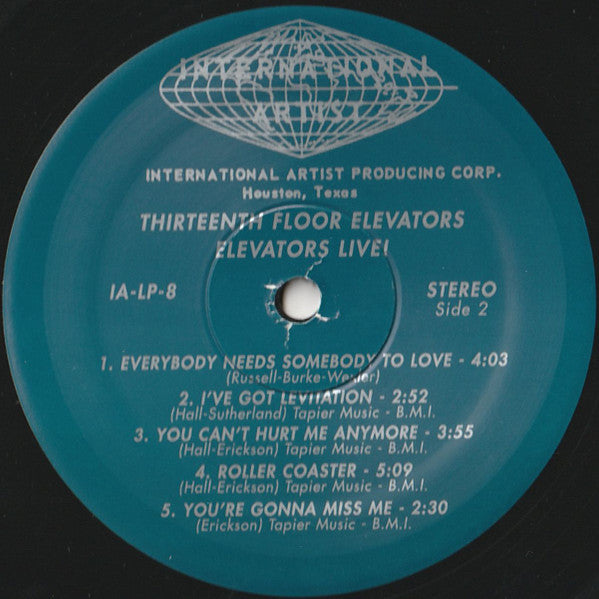 INTERNATIONAL
ARTISTS
INTERNATIONAL ARTIST PRODUCING CORP.
Houston, Texas
THIRTEENTH FLOOR ELEVATORS
ELEVATORS LIVE!
IA-LP-8
STEREO
Side 2
1. EVERYBODY NEEDS SOMEBODY TO LOVE - 4:03
(Russell-Burke-Wexler)
2. I'VE GOT LEVITATION - 2:52
(Hall-Sutherland) Tapier Music - B.M.I.
3. YOU CAN'T HURT ME ANYMORE - 3:55
(Hall-Erickson) Tapier Music - B.M.I.
4. ROLLER COASTER - 5:09
(Hall-Erickson) Tapier Music - B.M.I.
5. YOU'RE GONNA MISS ME - 2:30
(Erickson) Tapier Music - B.M.I.